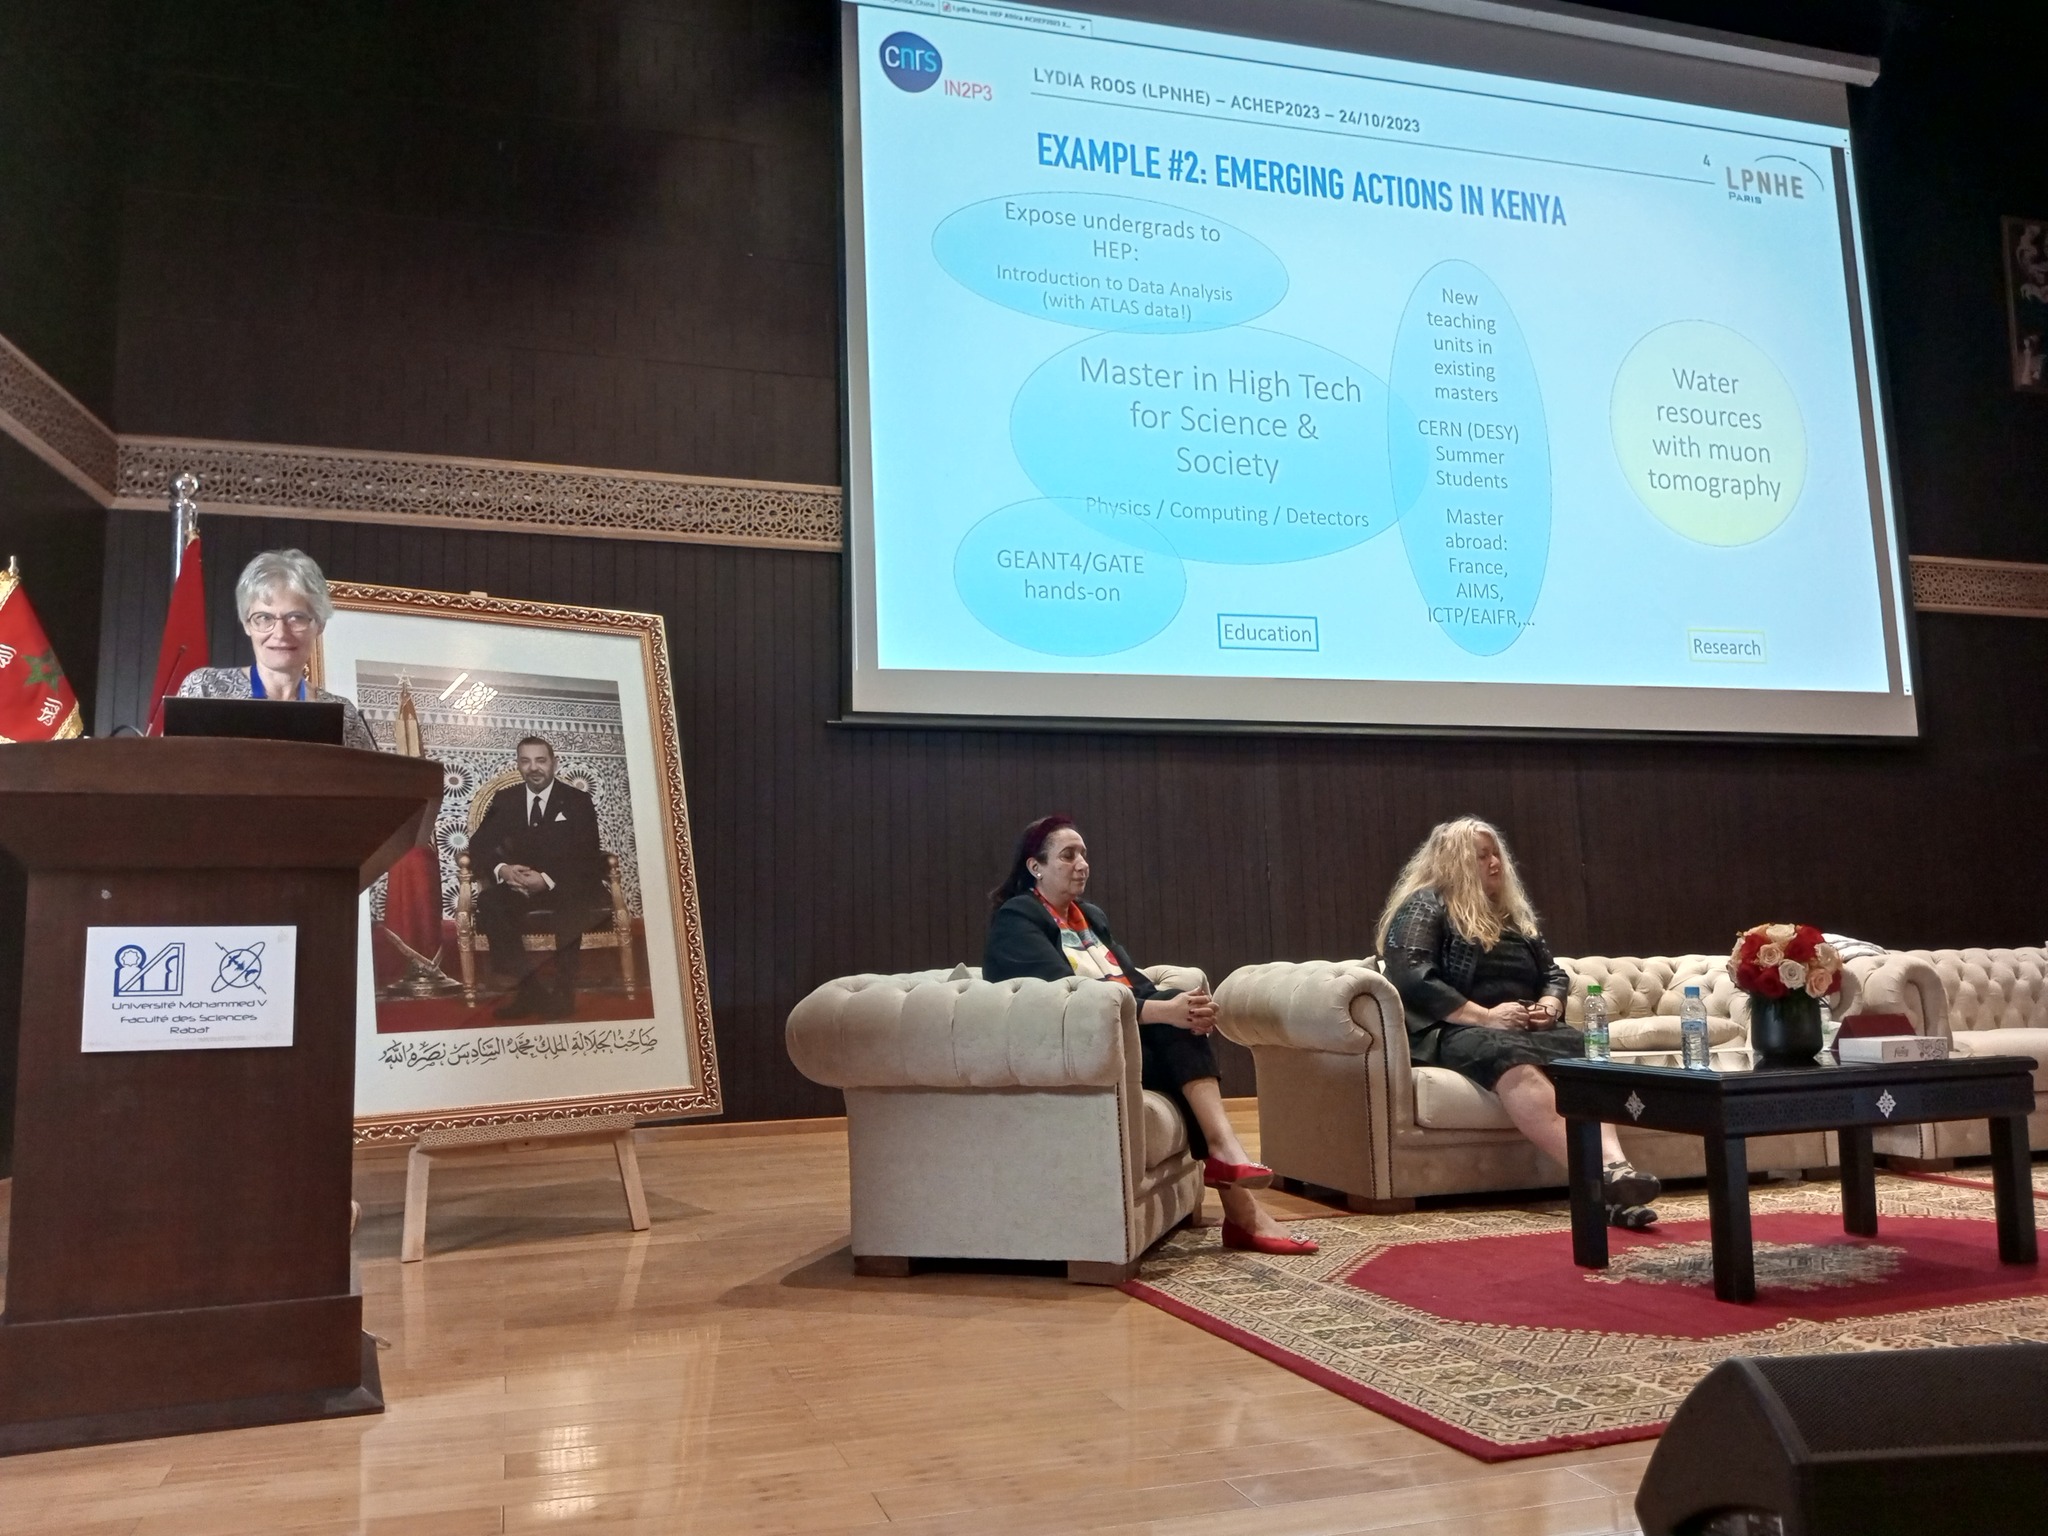 Lydia Roos HEP Africa ACHEP2023 2...
cnrs
IN2P3
LYDIA ROOS (LPNHE) – ACHEP2023 – 24/10/2023
4
LPNHE
PARIS
EXAMPLE #2: EMERGING ACTIONS IN KENYA
Expose undergrads to
HEP:
Introduction to Data Analysis
(with ATLAS data!)
Master in High Tech
for Science &
Society
Physics / Computing / Detectors
GEANT4/GATE
hands-on
Education
New
teaching
units in
existing
masters
CERN (DESY)
Summer
Students
Master
abroad:
France,
AIMS,
ICTP/EAIFR,...
Water
resources
with muon
tomography
Research
Université Mohammed V
Faculté des Sciences
Rabat
صاحب الجلالة الملك محمد السادس نصره الله